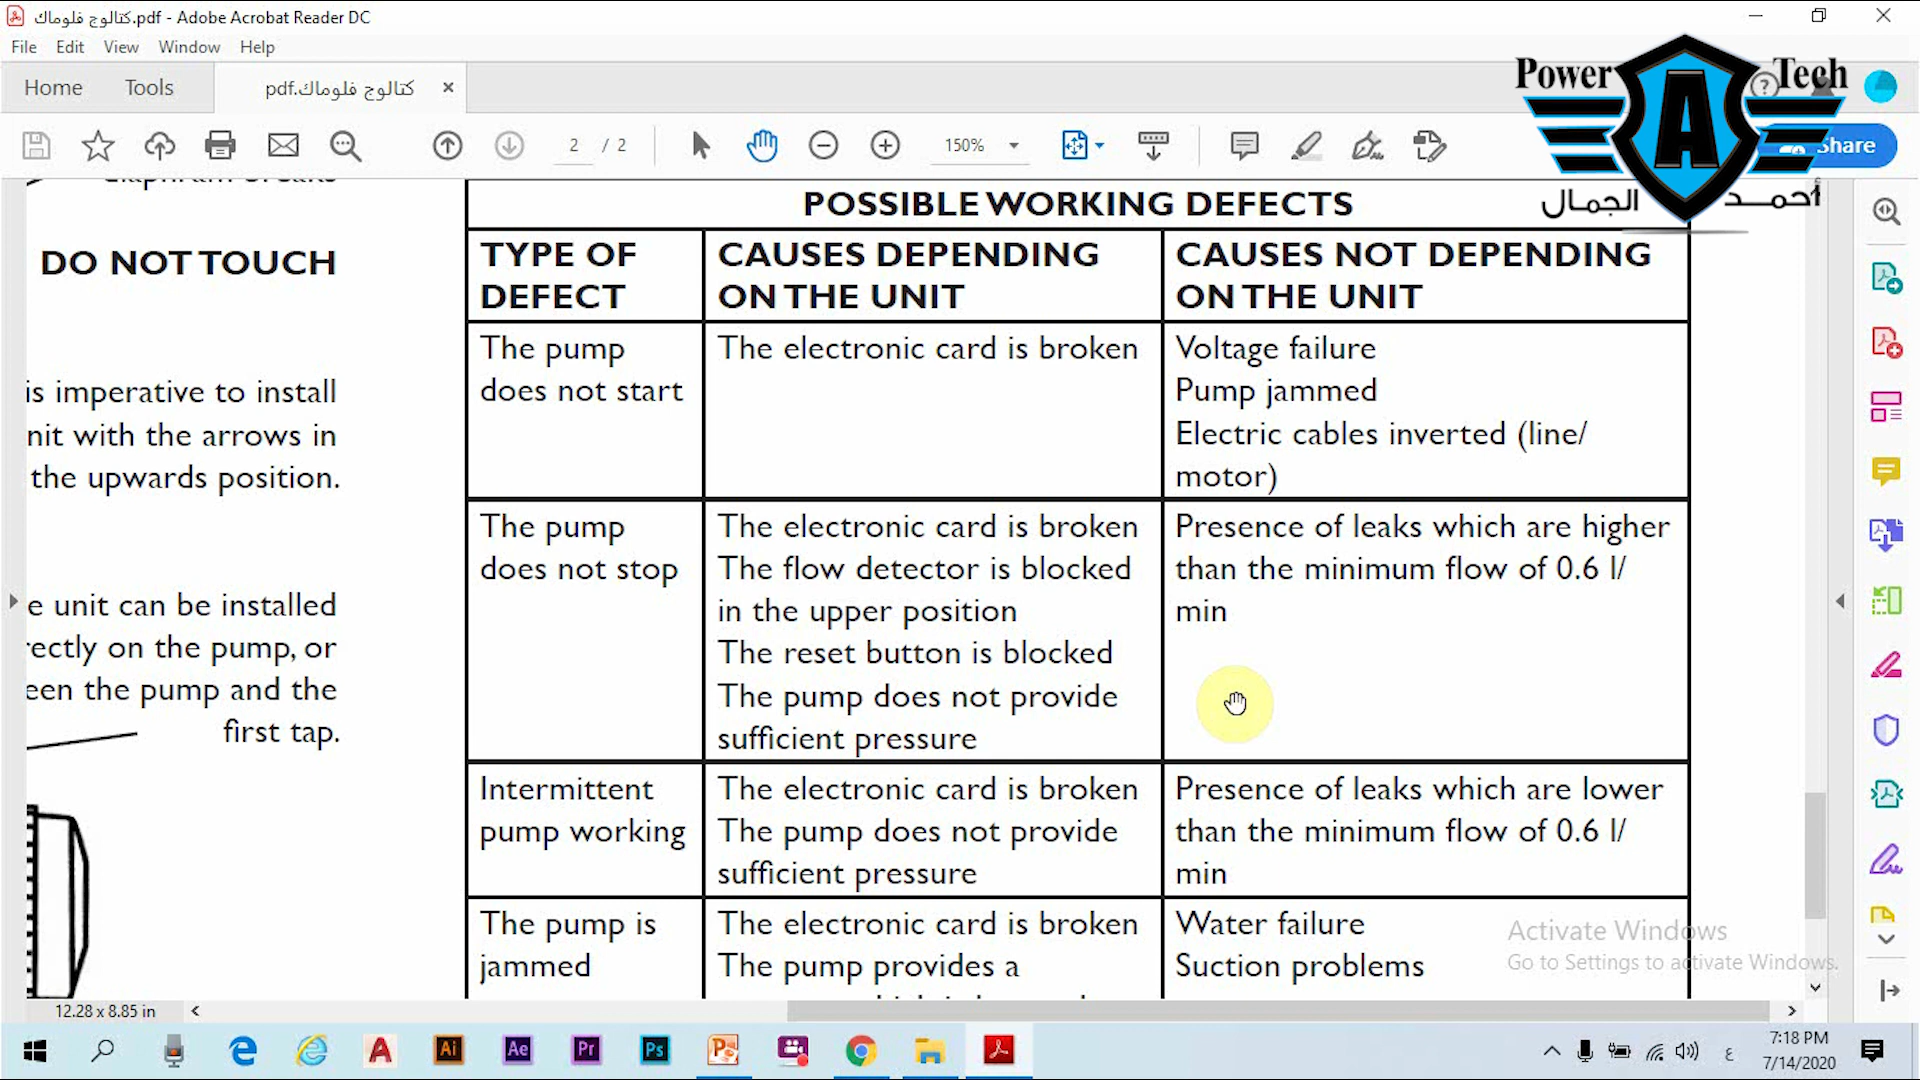 كتالوج فلوماك.pdf - Adobe Acrobat Reader DC
File Edit View Window Help
Home Tools كتالوج فلوماك.pdf
2 / 2 150% Share
Power A Tech
أحمد الجمال
DO NOT TOUCH
is imperative to install
nit with the arrows in
the upwards position.
e unit can be installed
rectly on the pump, or
een the pump and the
first tap.
POSSIBLE WORKING DEFECTS
TYPE OF DEFECT
CAUSES DEPENDING ON THE UNIT
CAUSES NOT DEPENDING ON THE UNIT
The pump
does not start
The electronic card is broken
Voltage failure
Pump jammed
Electric cables inverted (line/
motor)
The pump
does not stop
The electronic card is broken
The flow detector is blocked
in the upper position
The reset button is blocked
The pump does not provide
sufficient pressure
Presence of leaks which are higher
than the minimum flow of 0.6 l/
min
Intermittent
pump working
The electronic card is broken
The pump does not provide
sufficient pressure
Presence of leaks which are lower
than the minimum flow of 0.6 l/
min
The pump is
jammed
The electronic card is broken
The pump provides a
Water failure
Suction problems
Activate Windows
Go to Settings to activate Windows.
12.28 x 8.85 in
Ai Ae Pr Ps
ع
7:18 PM
7/14/2020